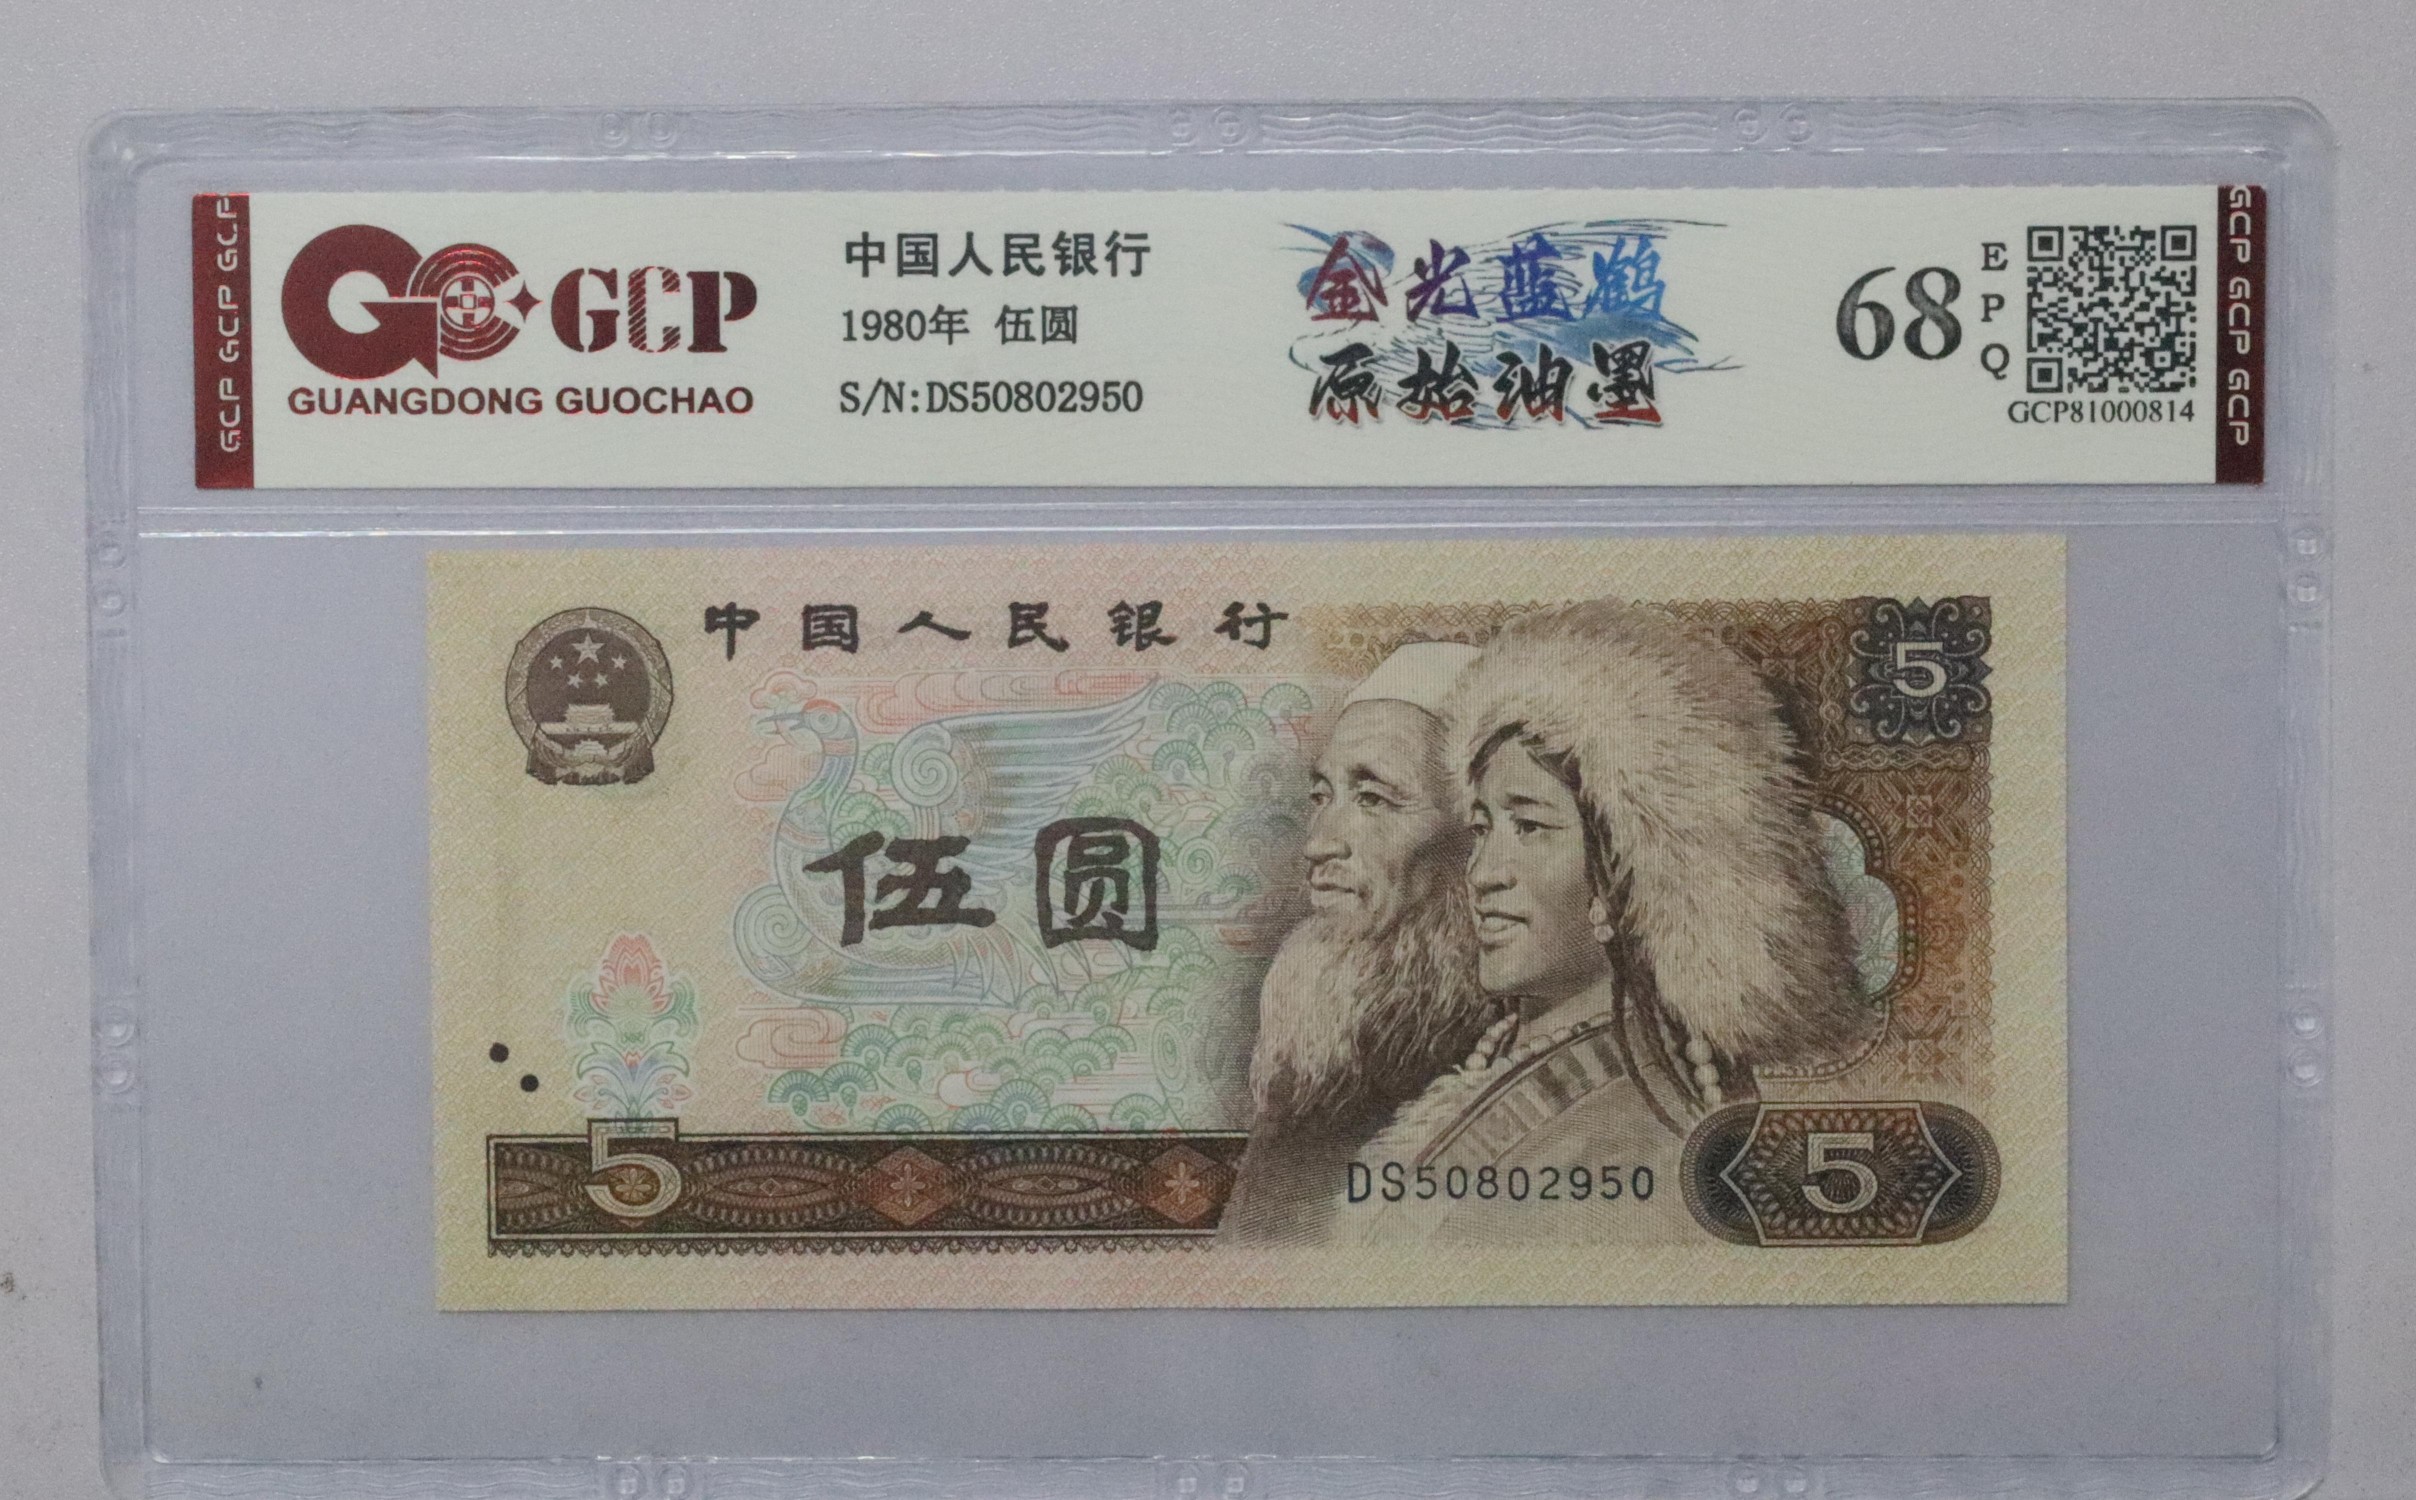 GCP GCP GCP
GCP
GUANGDONG GUOCHAO
中国人民银行
1980年 伍圆
S/N:DS50802950
金光蓝鹤
原始油墨
68
EPQ
GCP81000814
GCP GCP GCP
中国人民银行
5
伍圆
5
DS50802950
5